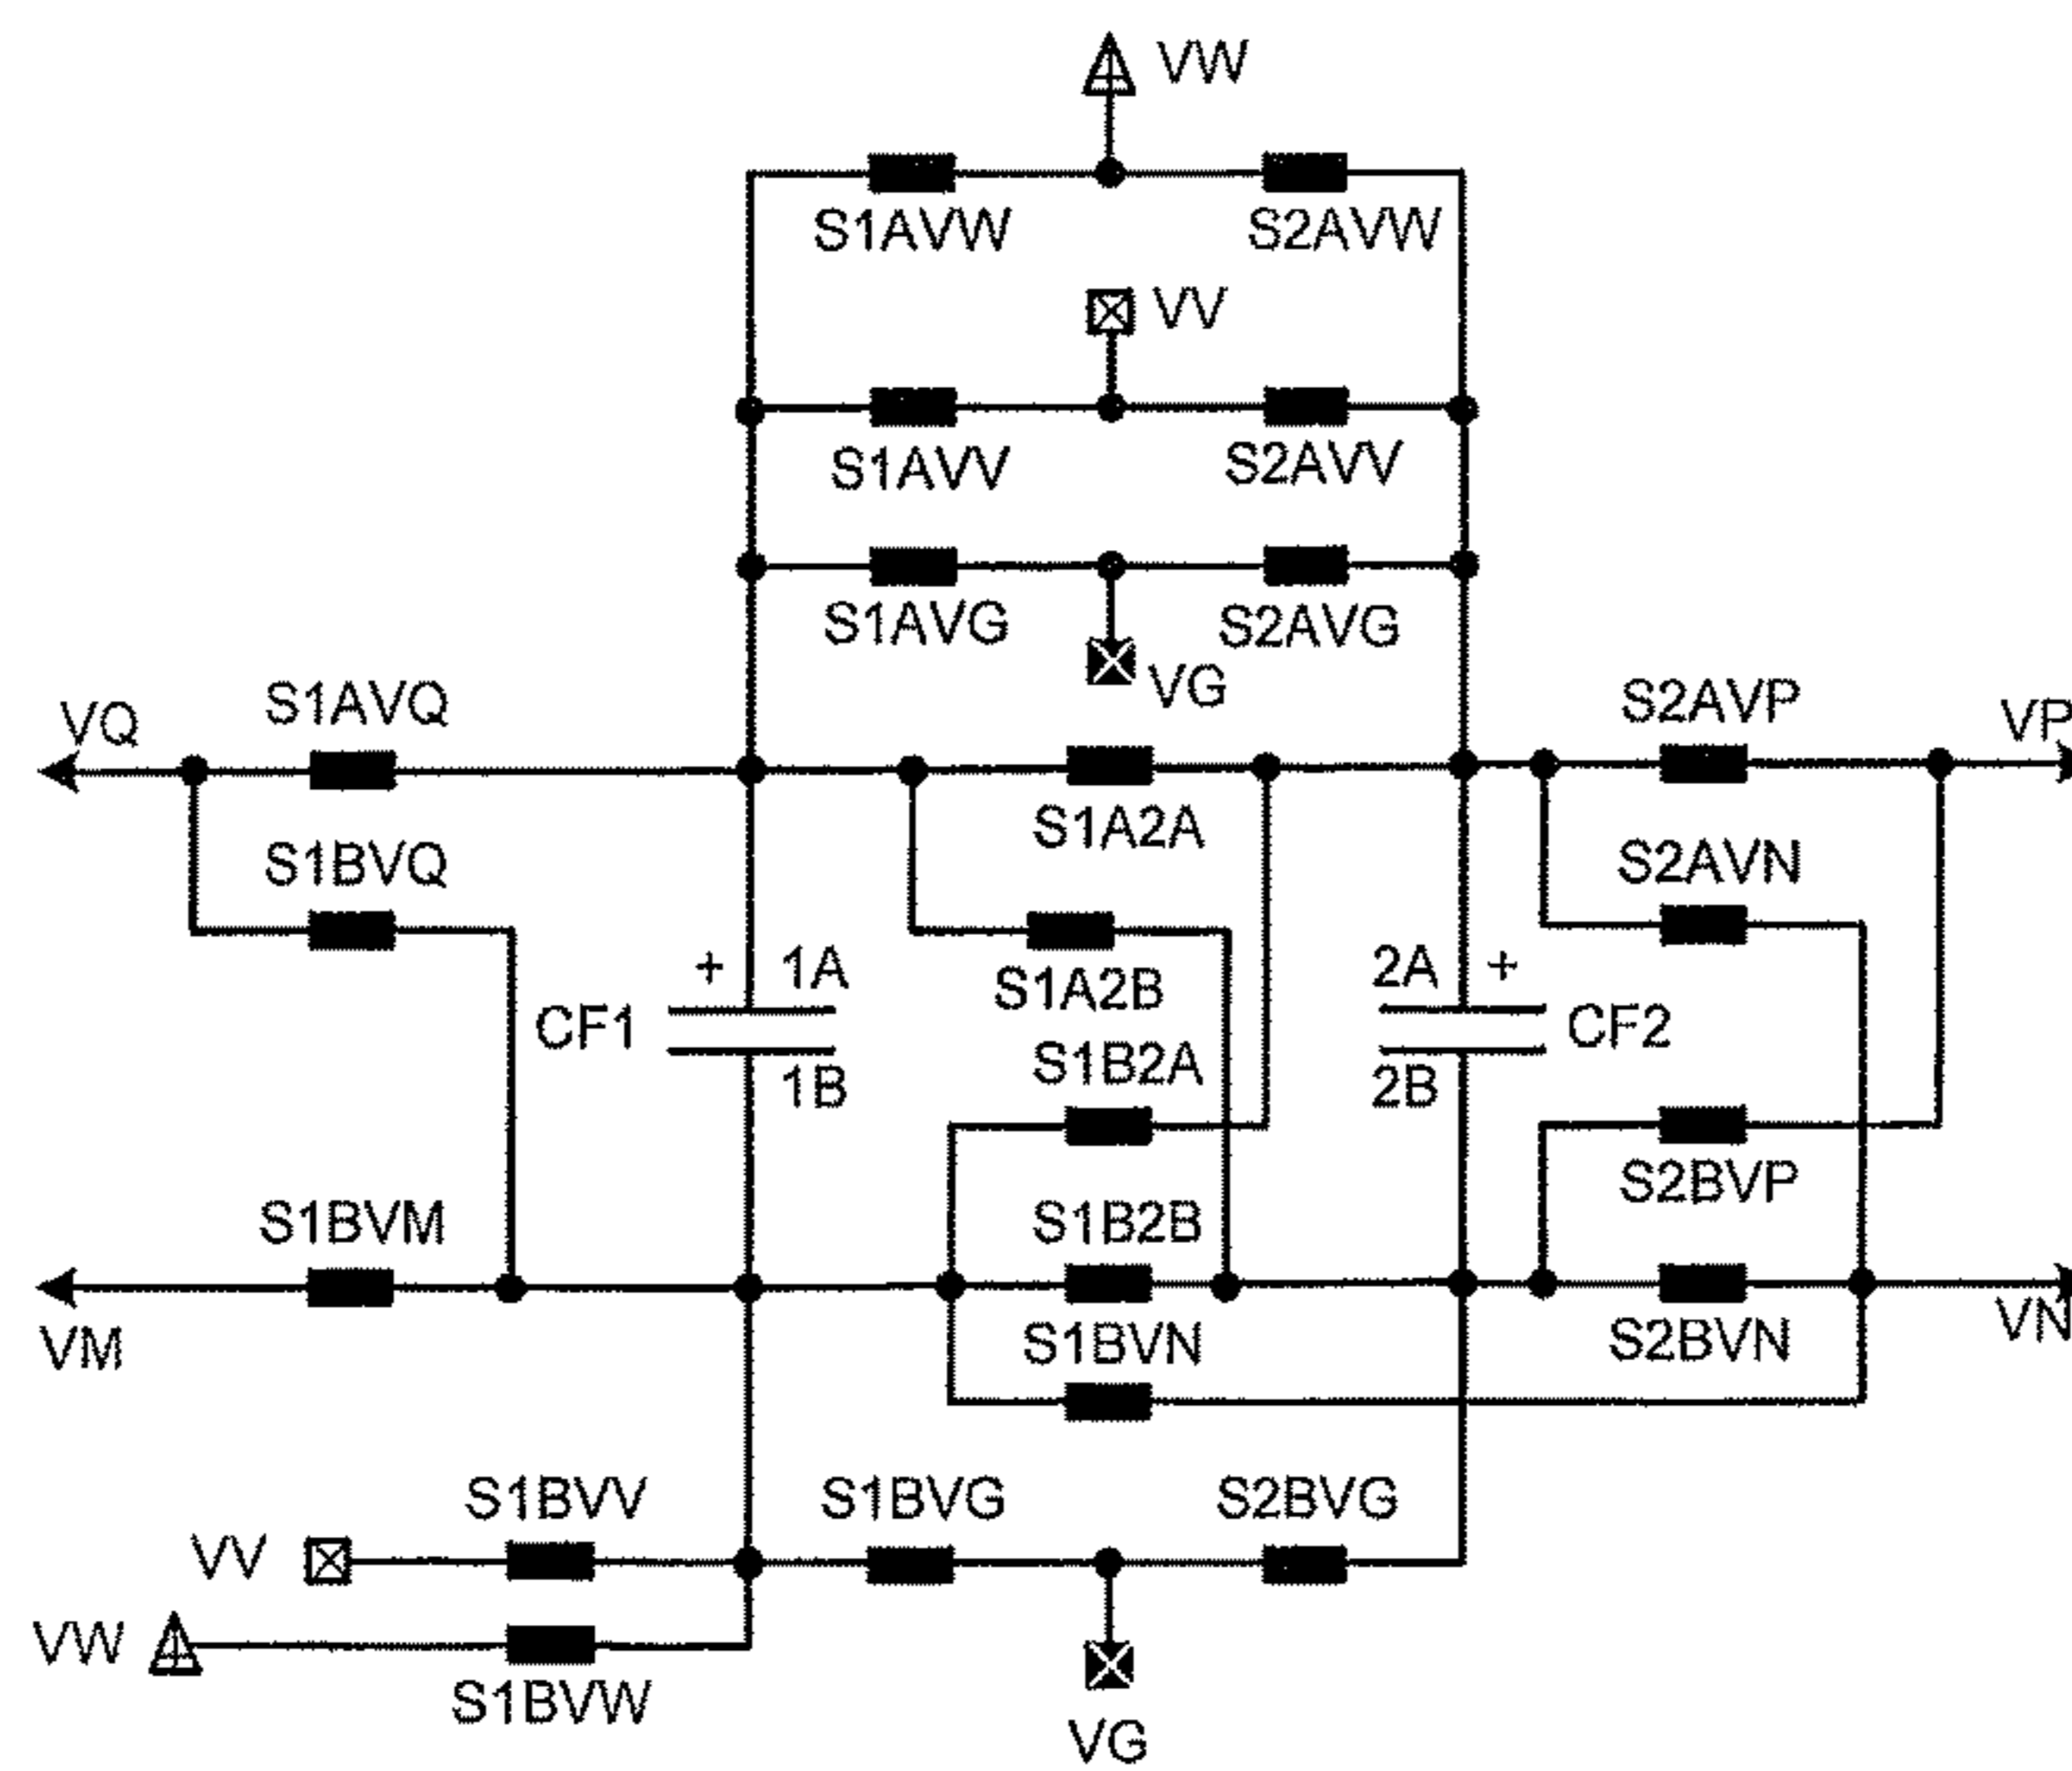 VW
S1AVW S2AVW
VV
S1AVV S2AVV
S1AVG S2AVG
VG
VQ S1AVQ S2AVP VP
S1A2A
S1BVQ S2AVN
+ 1A 2A +
S1A2B
CF1 CF2
S1B2A
1B 2B
S2BVP
S1BVM S1B2B
VM S1BVN S2BVN VN
S1BVV S1BVG S2BVG
VV
VW
S1BVW
VG